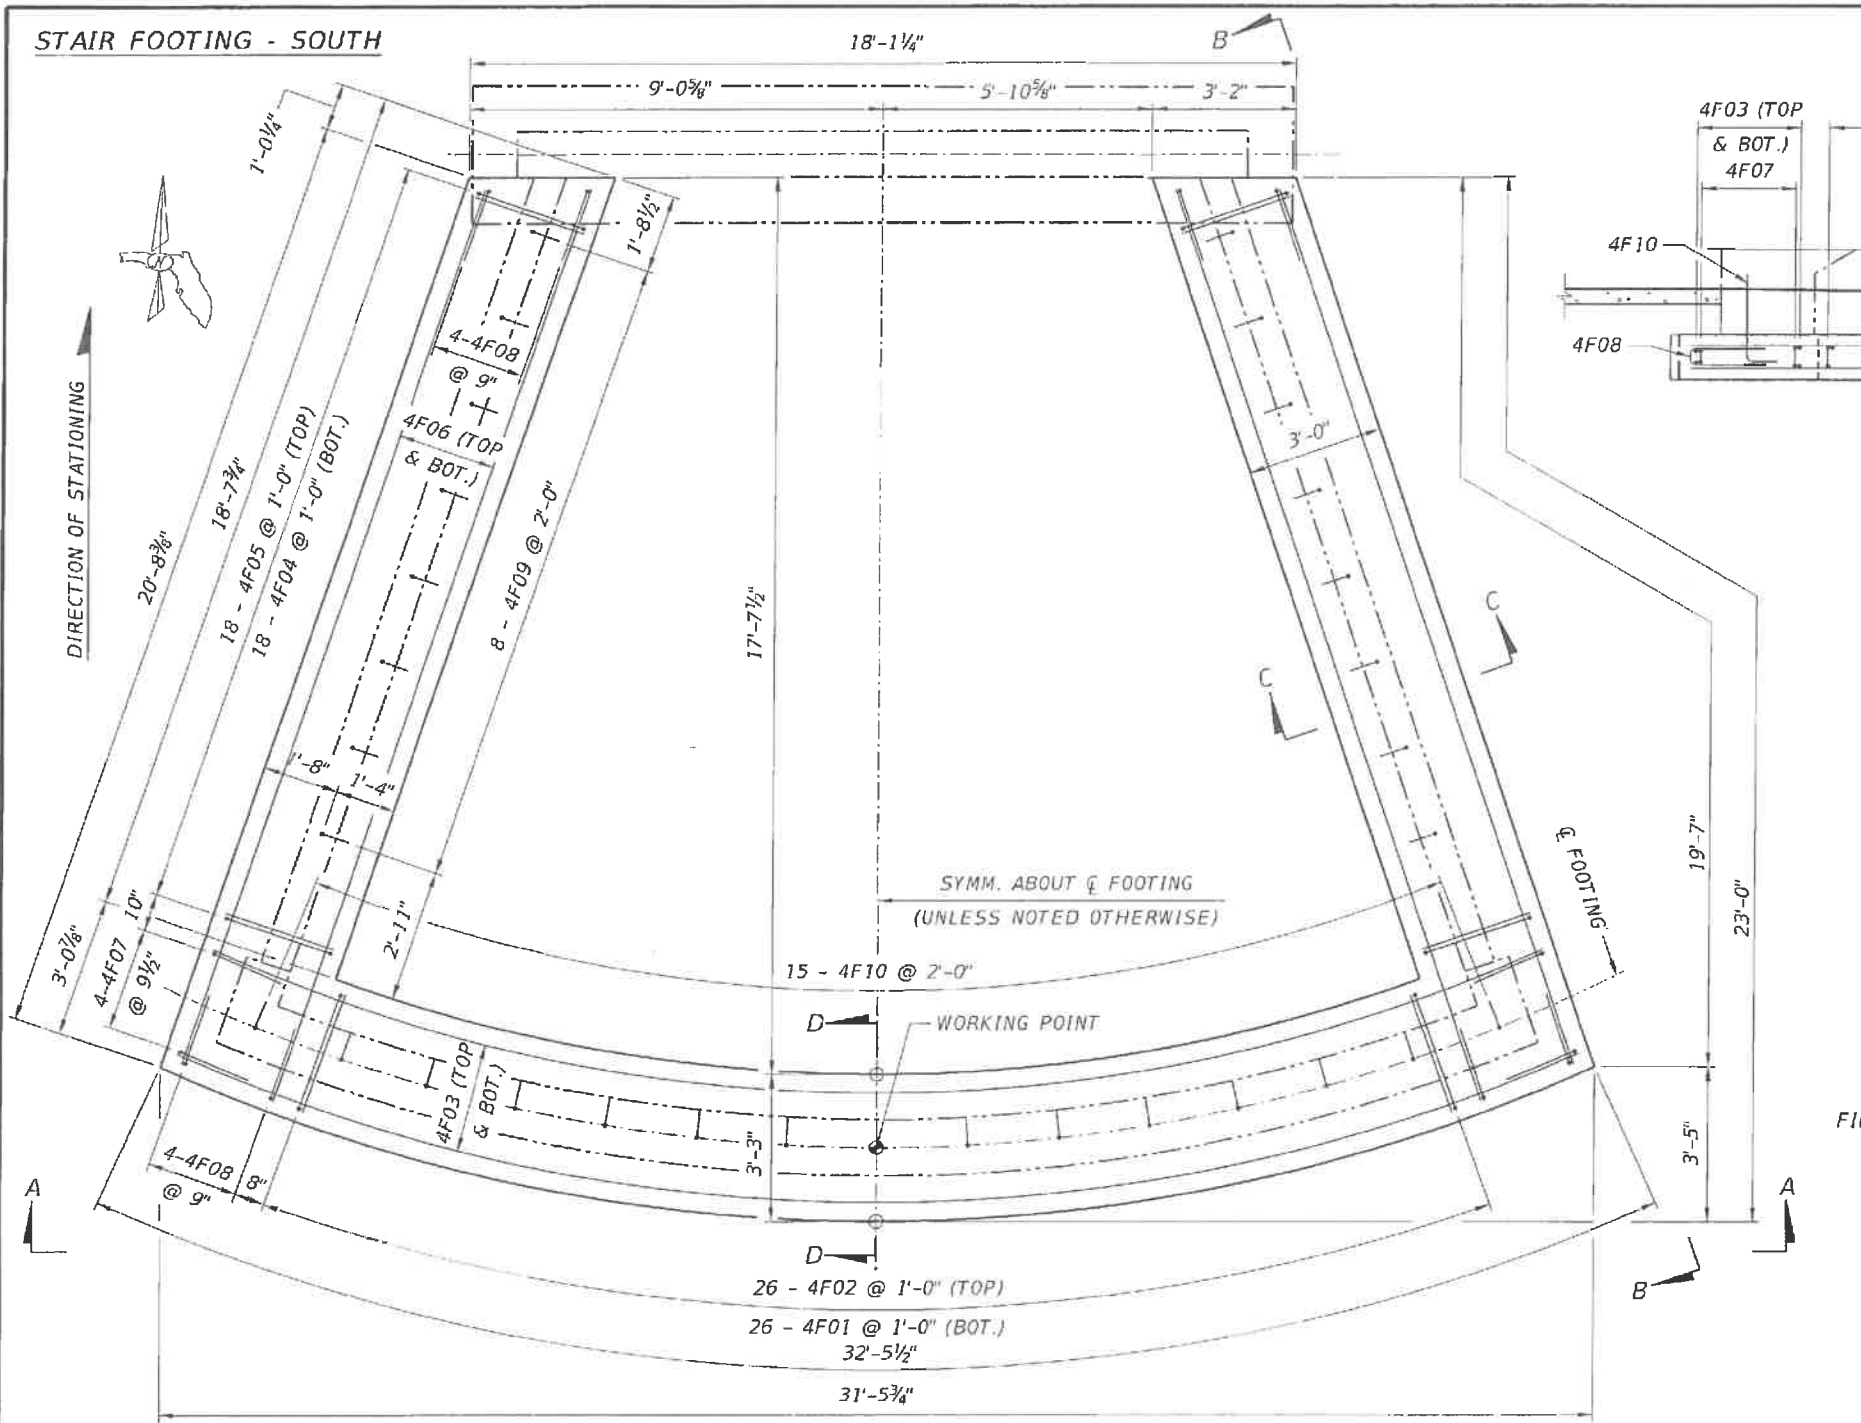 STAIR FOOTING - SOUTH
18'-1¼"
B
9'-0⅝"
5'-10⅝"
3'-2"
1'-0¼"
4F03 (TOP
& BOT.)
4F07
4F10
4F08
N
1'-8½"
4-4F08
@ 9"
4F06 (TOP
& BOT.)
3'-0"
DIRECTION OF STATIONING
20'-8⅜"
18'-7¾"
18 - 4F05 @ 1'-0" (TOP)
18 - 4F04 @ 1'-0" (BOT.)
8 - 4F09 @ 2'-0"
17'-7½"
C
C
1'-8"
1'-4"
19'-7"
23'-0"
℄ FOOTING
SYMM. ABOUT ℄ FOOTING
(UNLESS NOTED OTHERWISE)
2'-11"
10"
3'-0⅞"
4-4F07
@ 9½"
15 - 4F10 @ 2'-0"
D
WORKING POINT
4F03 (TOP
& BOT.)
3'-3"
3'-5"
4-4F08
@ 9"
8"
A
A
D
B
26 - 4F02 @ 1'-0" (TOP)
26 - 4F01 @ 1'-0" (BOT.)
32'-5½"
31'-5¾"